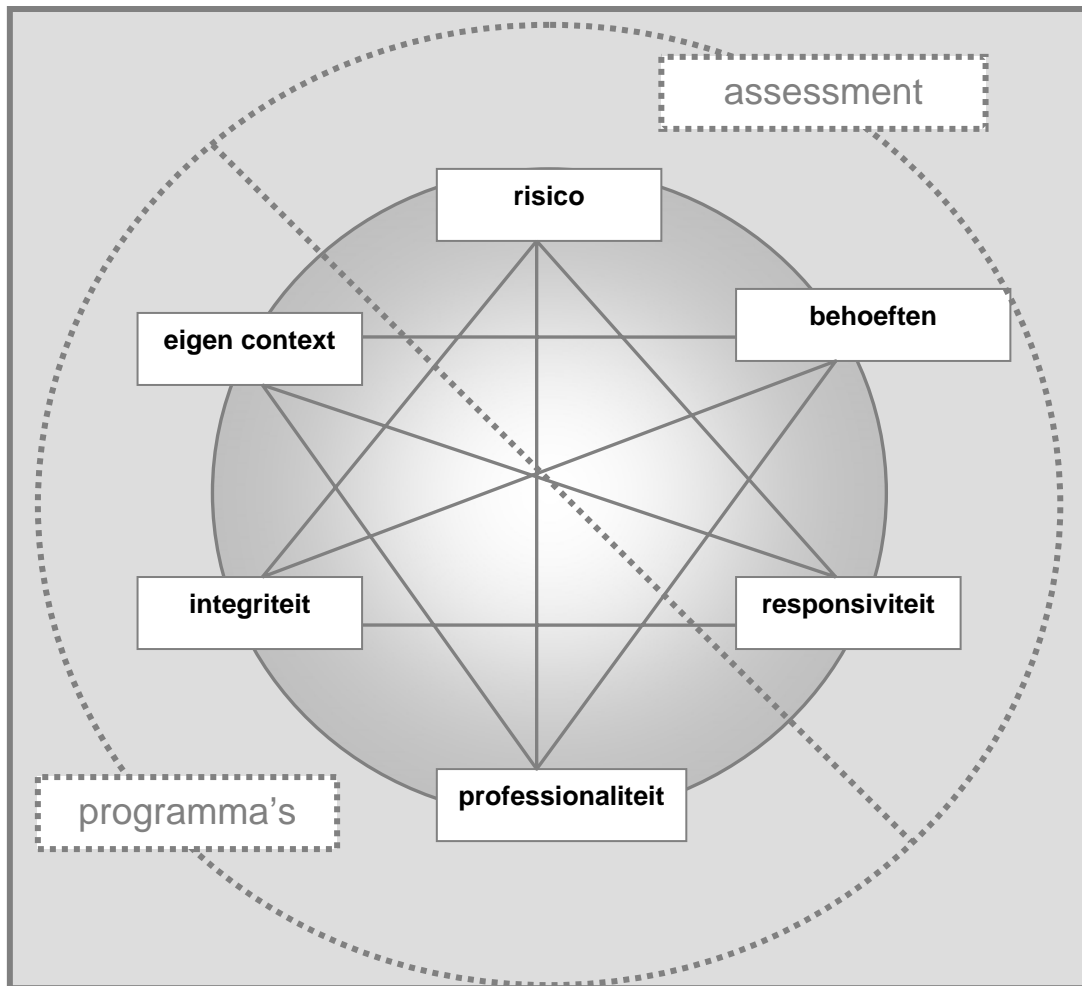 assessment
risico
behoeften
eigen context
integriteit
responsiviteit
professionaliteit
programma’s